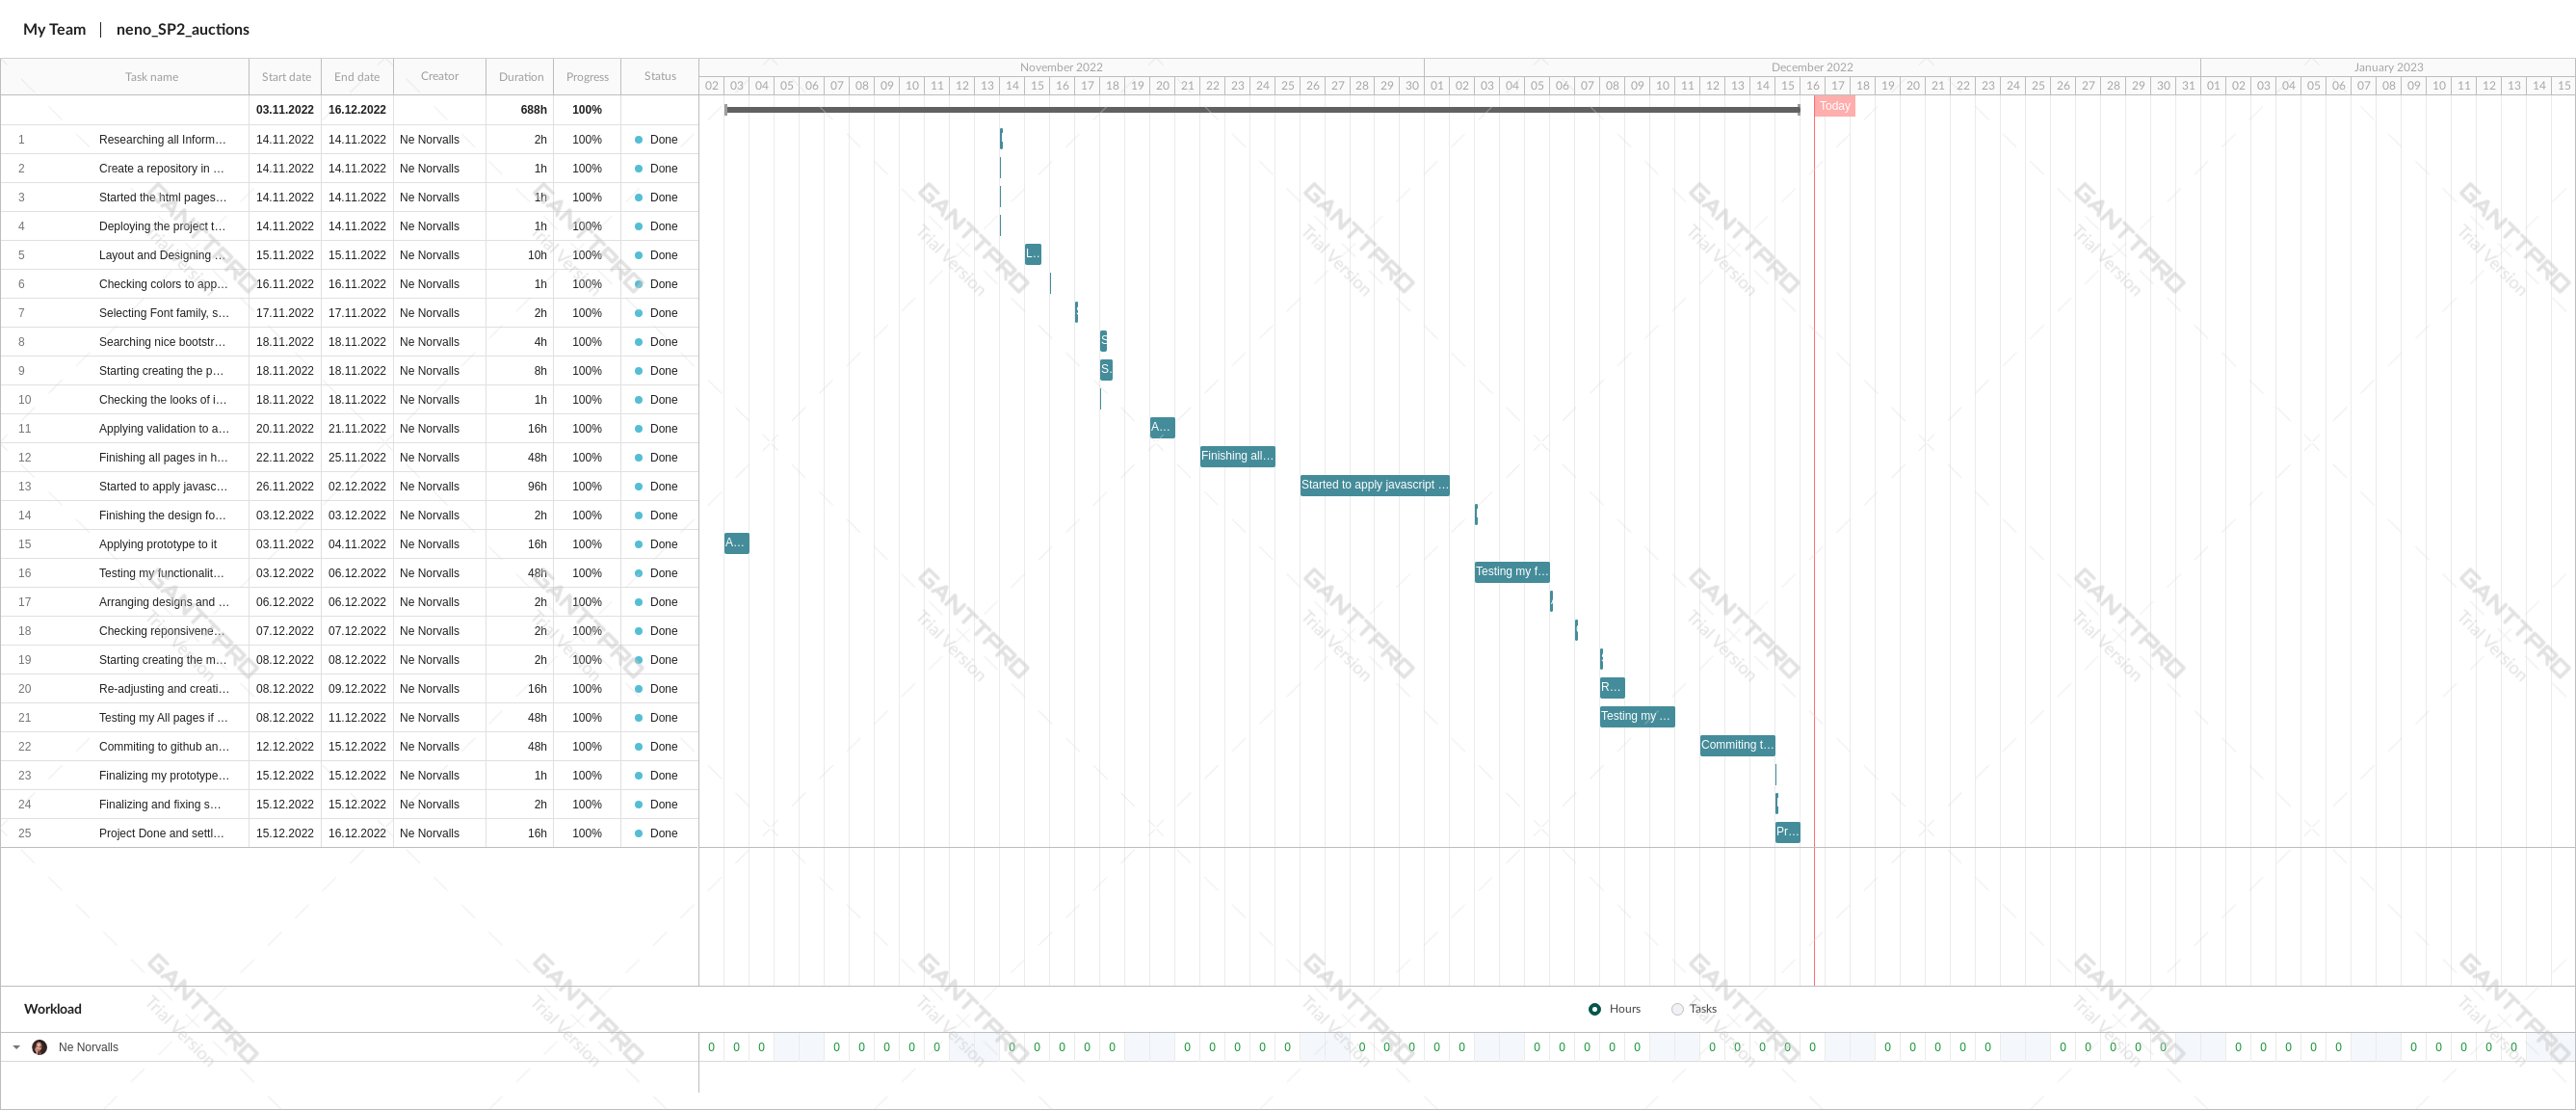 My Team | neno_SP2_auctions
November 2022 December 2022 January 2023
Task name Start date End date Creator Duration Progress Status
02 03 04 05 06 07 08 09 10 11 12 13 14 15 16 17 18 19 20 21 22 23 24 25 26 27 28 29 30 01 02 03 04 05 06 07 08 09 10 11 12 13 14 15 16 17 18 19 20 21 22 23 24 25 26 27 28 29 30 31 01 02 03 04 05 06 07 08 09 10 11 12 13 14 15
03.11.2022 16.12.2022 688h 100% Today
1 Researching all Inform... 14.11.2022 14.11.2022 Ne Norvalls 2h 100% Done
2 Create a repository in ... 14.11.2022 14.11.2022 Ne Norvalls 1h 100% Done
3 Started the html pages... 14.11.2022 14.11.2022 Ne Norvalls 1h 100% Done
4 Deploying the project t... 14.11.2022 14.11.2022 Ne Norvalls 1h 100% Done
5 Layout and Designing ... 15.11.2022 15.11.2022 Ne Norvalls 10h 100% Done L...
6 Checking colors to app... 16.11.2022 16.11.2022 Ne Norvalls 1h 100% Done
7 Selecting Font family, s... 17.11.2022 17.11.2022 Ne Norvalls 2h 100% Done
8 Searching nice bootstr... 18.11.2022 18.11.2022 Ne Norvalls 4h 100% Done S
9 Starting creating the p... 18.11.2022 18.11.2022 Ne Norvalls 8h 100% Done S.
10 Checking the looks of i... 18.11.2022 18.11.2022 Ne Norvalls 1h 100% Done
11 Applying validation to a... 20.11.2022 21.11.2022 Ne Norvalls 16h 100% Done A...
12 Finishing all pages in h... 22.11.2022 25.11.2022 Ne Norvalls 48h 100% Done Finishing all...
13 Started to apply javasc... 26.11.2022 02.12.2022 Ne Norvalls 96h 100% Done Started to apply javascript ...
14 Finishing the design fo... 03.12.2022 03.12.2022 Ne Norvalls 2h 100% Done
15 Applying prototype to it 03.11.2022 04.11.2022 Ne Norvalls 16h 100% Done A...
16 Testing my functionalit... 03.12.2022 06.12.2022 Ne Norvalls 48h 100% Done Testing my f...
17 Arranging designs and ... 06.12.2022 06.12.2022 Ne Norvalls 2h 100% Done
18 Checking reponsivene... 07.12.2022 07.12.2022 Ne Norvalls 2h 100% Done
19 Starting creating the m... 08.12.2022 08.12.2022 Ne Norvalls 2h 100% Done
20 Re-adjusting and creati... 08.12.2022 09.12.2022 Ne Norvalls 16h 100% Done R...
21 Testing my All pages if ... 08.12.2022 11.12.2022 Ne Norvalls 48h 100% Done Testing my ...
22 Commiting to github an... 12.12.2022 15.12.2022 Ne Norvalls 48h 100% Done Commiting t...
23 Finalizing my prototype... 15.12.2022 15.12.2022 Ne Norvalls 1h 100% Done
24 Finalizing and fixing s... 15.12.2022 15.12.2022 Ne Norvalls 2h 100% Done
25 Project Done and settl... 15.12.2022 16.12.2022 Ne Norvalls 16h 100% Done Pr...
Workload Hours Tasks
Ne Norvalls 0 0 0 0 0 0 0 0 0 0 0 0 0 0 0 0 0 0 0 0 0 0 0 0 0 0 0 0 0 0 0 0 0 0 0 0 0 0 0 0 0 0 0 0 0 0 0 0 0 0 0 0 0
GANTTPRO
Trial Version